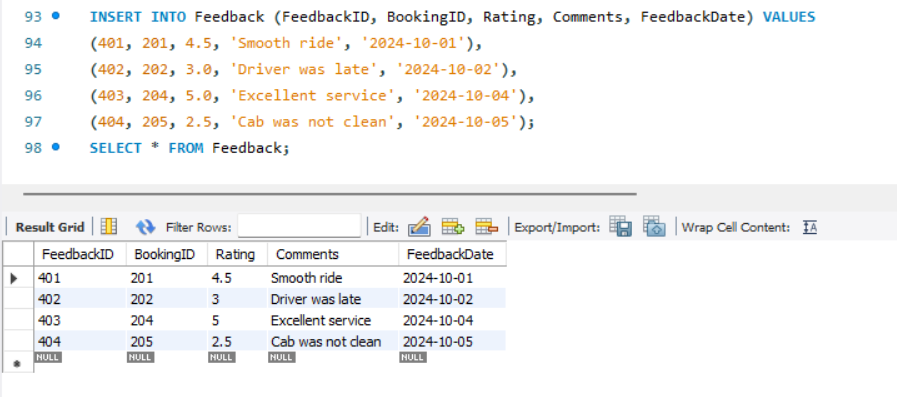 93 INSERT INTO Feedback (FeedbackID, BookingID, Rating, Comments, FeedbackDate) VALUES
94 (401, 201, 4.5, 'Smooth ride', '2024-10-01'),
95 (402, 202, 3.0, 'Driver was late', '2024-10-02'),
96 (403, 204, 5.0, 'Excellent service', '2024-10-04'),
97 (404, 205, 2.5, 'Cab was not clean', '2024-10-05');
98 SELECT * FROM Feedback;
Result Grid Filter Rows: Edit: Export/Import: Wrap Cell Content: IA
FeedbackID BookingID Rating Comments FeedbackDate
401 201 4.5 Smooth ride 2024-10-01
402 202 3 Driver was late 2024-10-02
403 204 5 Excellent service 2024-10-04
404 205 2.5 Cab was not clean 2024-10-05
NULL NULL NULL NULL NULL